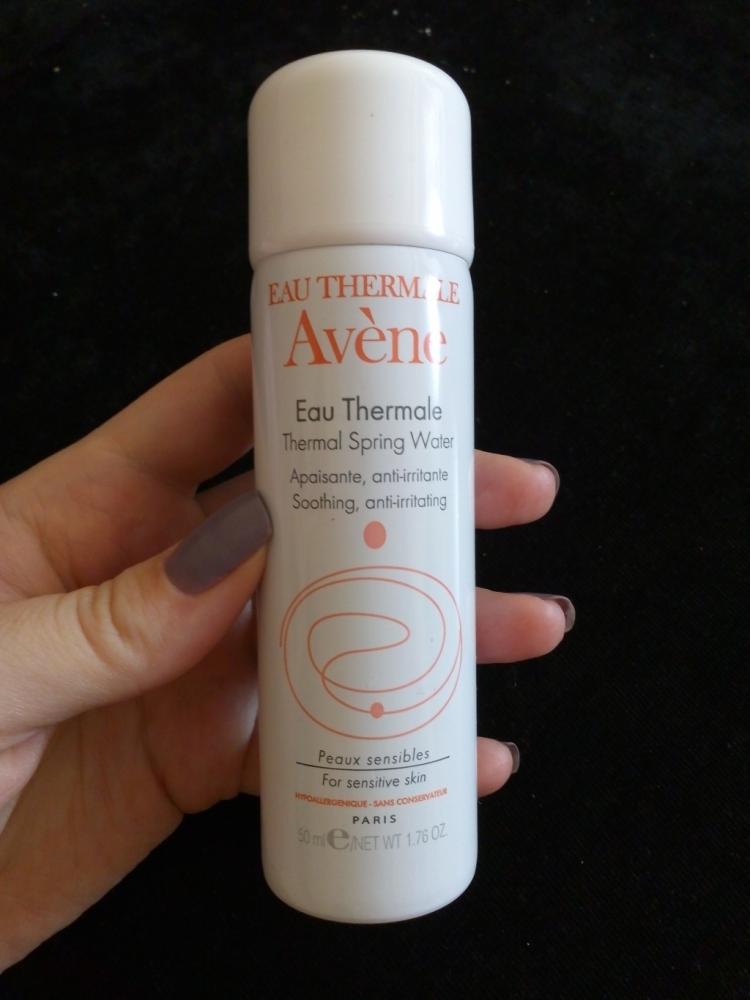 EAU THERMALE
Avène
Eau Thermale
Thermal Spring Water
Apaisante, anti-irritante
Soothing, anti-irritating
Peaux sensibles
For sensitive skin
HYPOALLERGENIQUE - SANS CONSERVATEUR
PARIS
50 ml e/NET WT 1.76 OZ.